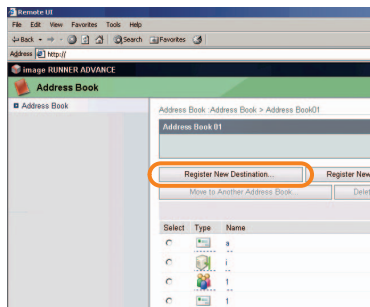 Remote UI
File Edit View Favorites Tools Help
Back Search Favorites
Address http://
image RUNNER ADVANCE
Address Book
Address Book
Address Book :Address Book > Address Book01
Address Book 01
Register New Destination... Register New
Move to Another Address Book... Delet
Select Type Name
a
i
t
1